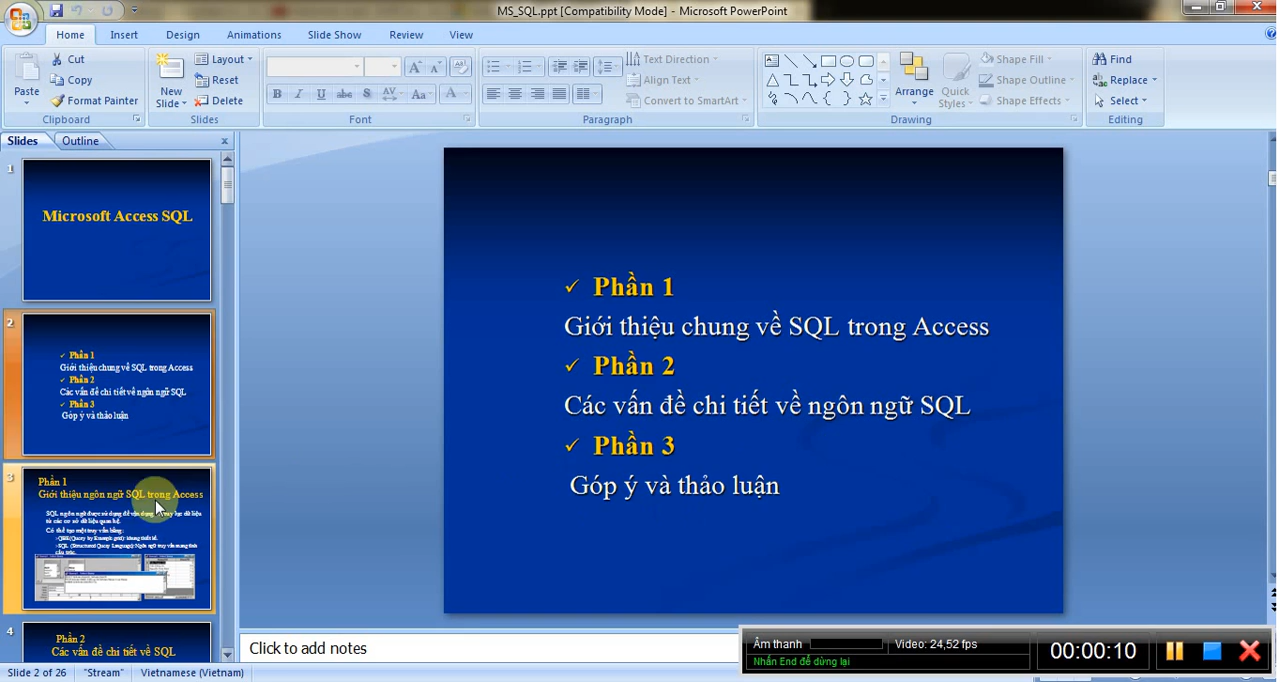 MS_SQL.ppt [Compatibility Mode] - Microsoft PowerPoint
Home Insert Design Slide Show Animations Review View
Paste
Cut
Copy
Format Painter
Clipboard
New
Slide
Layout
Reset
Delete
Slides
B I U abc S AV Aa A
Font
Text Direction
Align Text
Convert to SmartArt
Paragraph
Arrange
Quick
Styles
Shape Fill
Shape Outline
Shape Effects
Drawing
Find
Replace
Select
Editing
Slides Outline
1
Microsoft Access SQL
2
Phần 1
Giới thiệu chung về SQL trong Access
Phần 2
Các vấn đề chi tiết về ngôn ngữ SQL
Phần 3
Góp ý và thảo luận
3
Phần 1
Giới thiệu ngôn ngữ SQL trong Access
4
Phần 2
Các vấn đề chi tiết về SQL
Phần 1
Giới thiệu chung về SQL trong Access
Phần 2
Các vấn đề chi tiết về ngôn ngữ SQL
Phần 3
Góp ý và thảo luận
Click to add notes
Âm thanh
Video: 24,52 fps
Nhấn End để dừng lại
00:00:10
Slide 2 of 26 "Stream" Vietnamese (Vietnam)